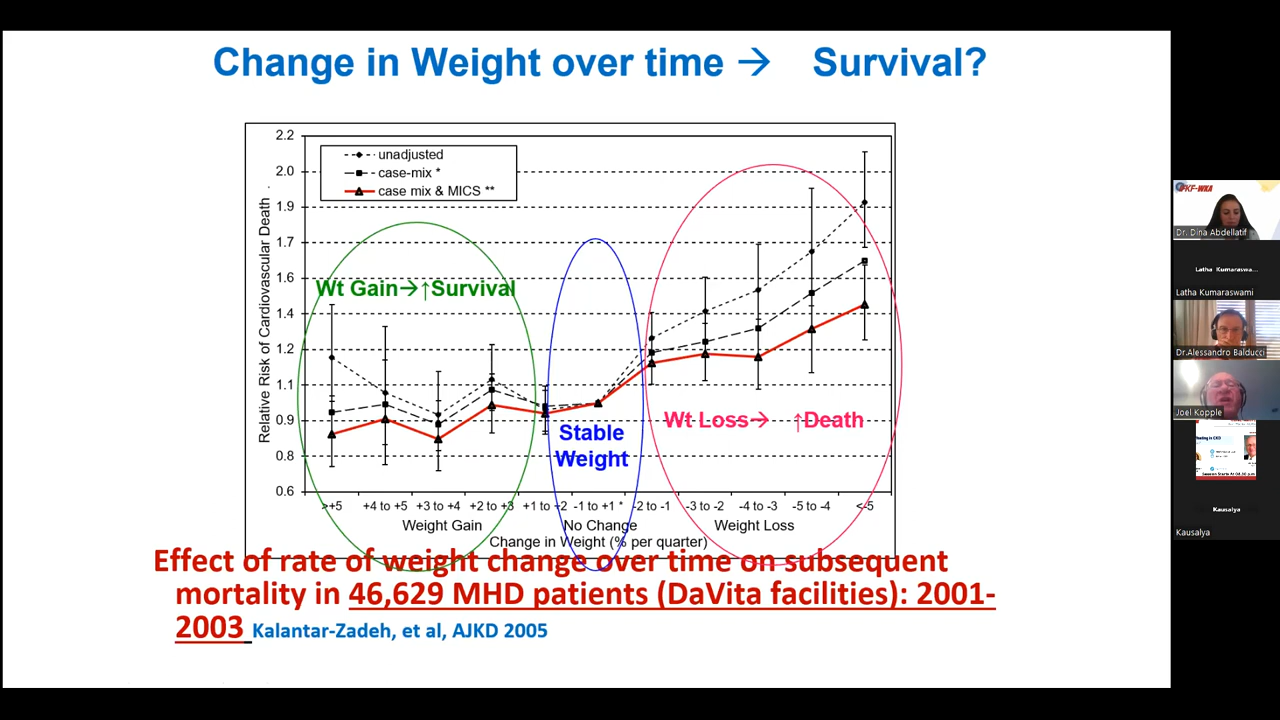 Change in Weight over time → Survival?
2.2
2.0
1.9
1.7
1.6
1.4
1.2
1.1
0.9
0.8
0.6
Relative Risk of Cardiovascular Death
unadjusted
case-mix *
case mix & MICS **
Wt Gain→↑Survival
Stable
Weight
Wt Loss→ ↑Death
>+5 +4 to +5 +3 to +4 +2 to +3 +1 to +2 -1 to +1 * -2 to -1 -3 to -2 -4 to -3 -5 to -4 <-5
Weight Gain No Change Weight Loss
Change in Weight (% per quarter)
Effect of rate of weight change over time on subsequent
mortality in 46,629 MHD patients (DaVita facilities): 2001-
2003 Kalantar-Zadeh, et al, AJKD 2005
Dr. Dina Abdellatif
Latha Kumarasw...
Latha Kumaraswami
Dr.Alessandro Balducci
Joel Kopple
Kausalya
Kausalya